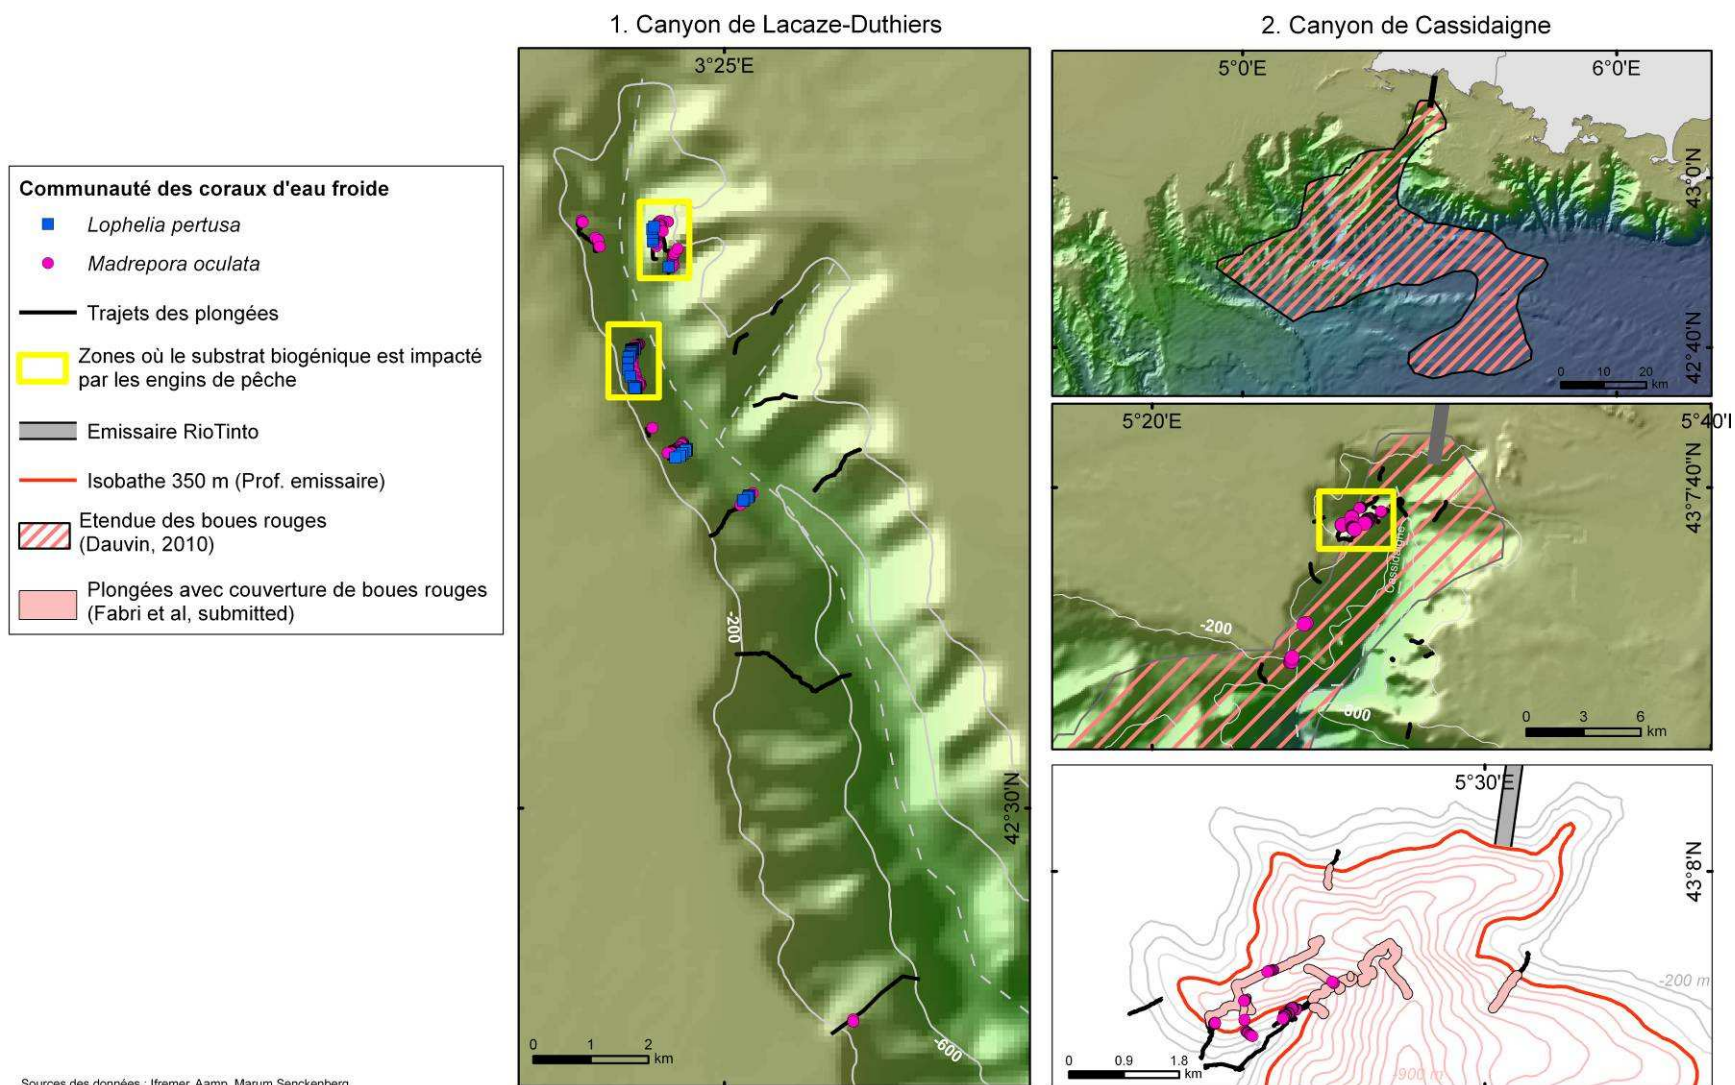 1. Canyon de Lacaze-Duthiers
2. Canyon de Cassidaigne
Communauté des coraux d'eau froide
Lophelia pertusa
Madrepora oculata
Trajets des plongées
Zones où le substrat biogénique est impacté
par les engins de pêche
Emissaire RioTinto
Isobathe 350 m (Prof. emissaire)
Etendue des boues rouges
(Dauvin, 2010)
Plongées avec couverture de boues rouges
(Fabri et al, submitted)
3°25'E
-200
42°30'N
-600
0 1 2
km
5°0'E
6°0'E
43°0'N
42°40'N
0 10 20
km
5°20'E
5°40'
43°7'40"N
Cassidaigne
-200
-800
0 3 6
km
5°30'E
43°8'N
-200 m
-900 m
0 0.9 1.8
km
Sources des données : Ifremer, Aamp, Marum Senckenberg